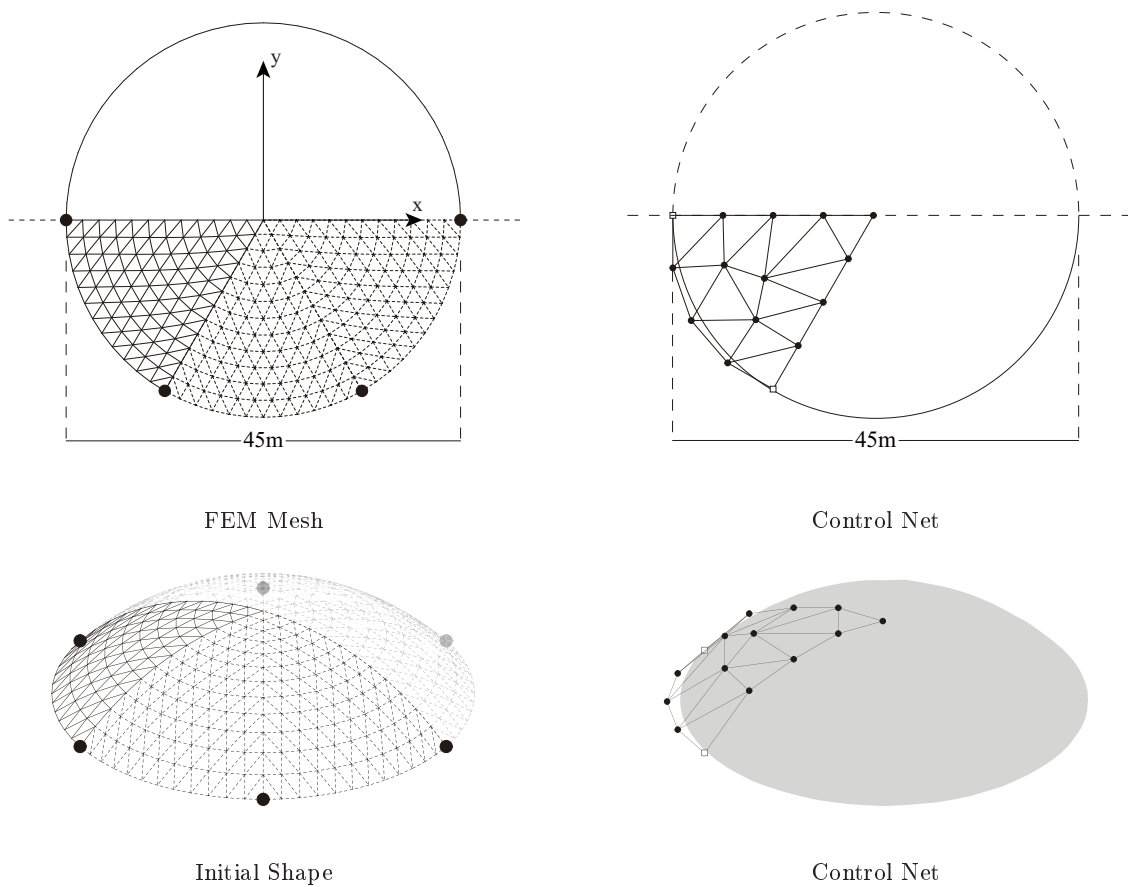 y
x
45m
45m
FEM Mesh
Control Net
Initial Shape
Control Net